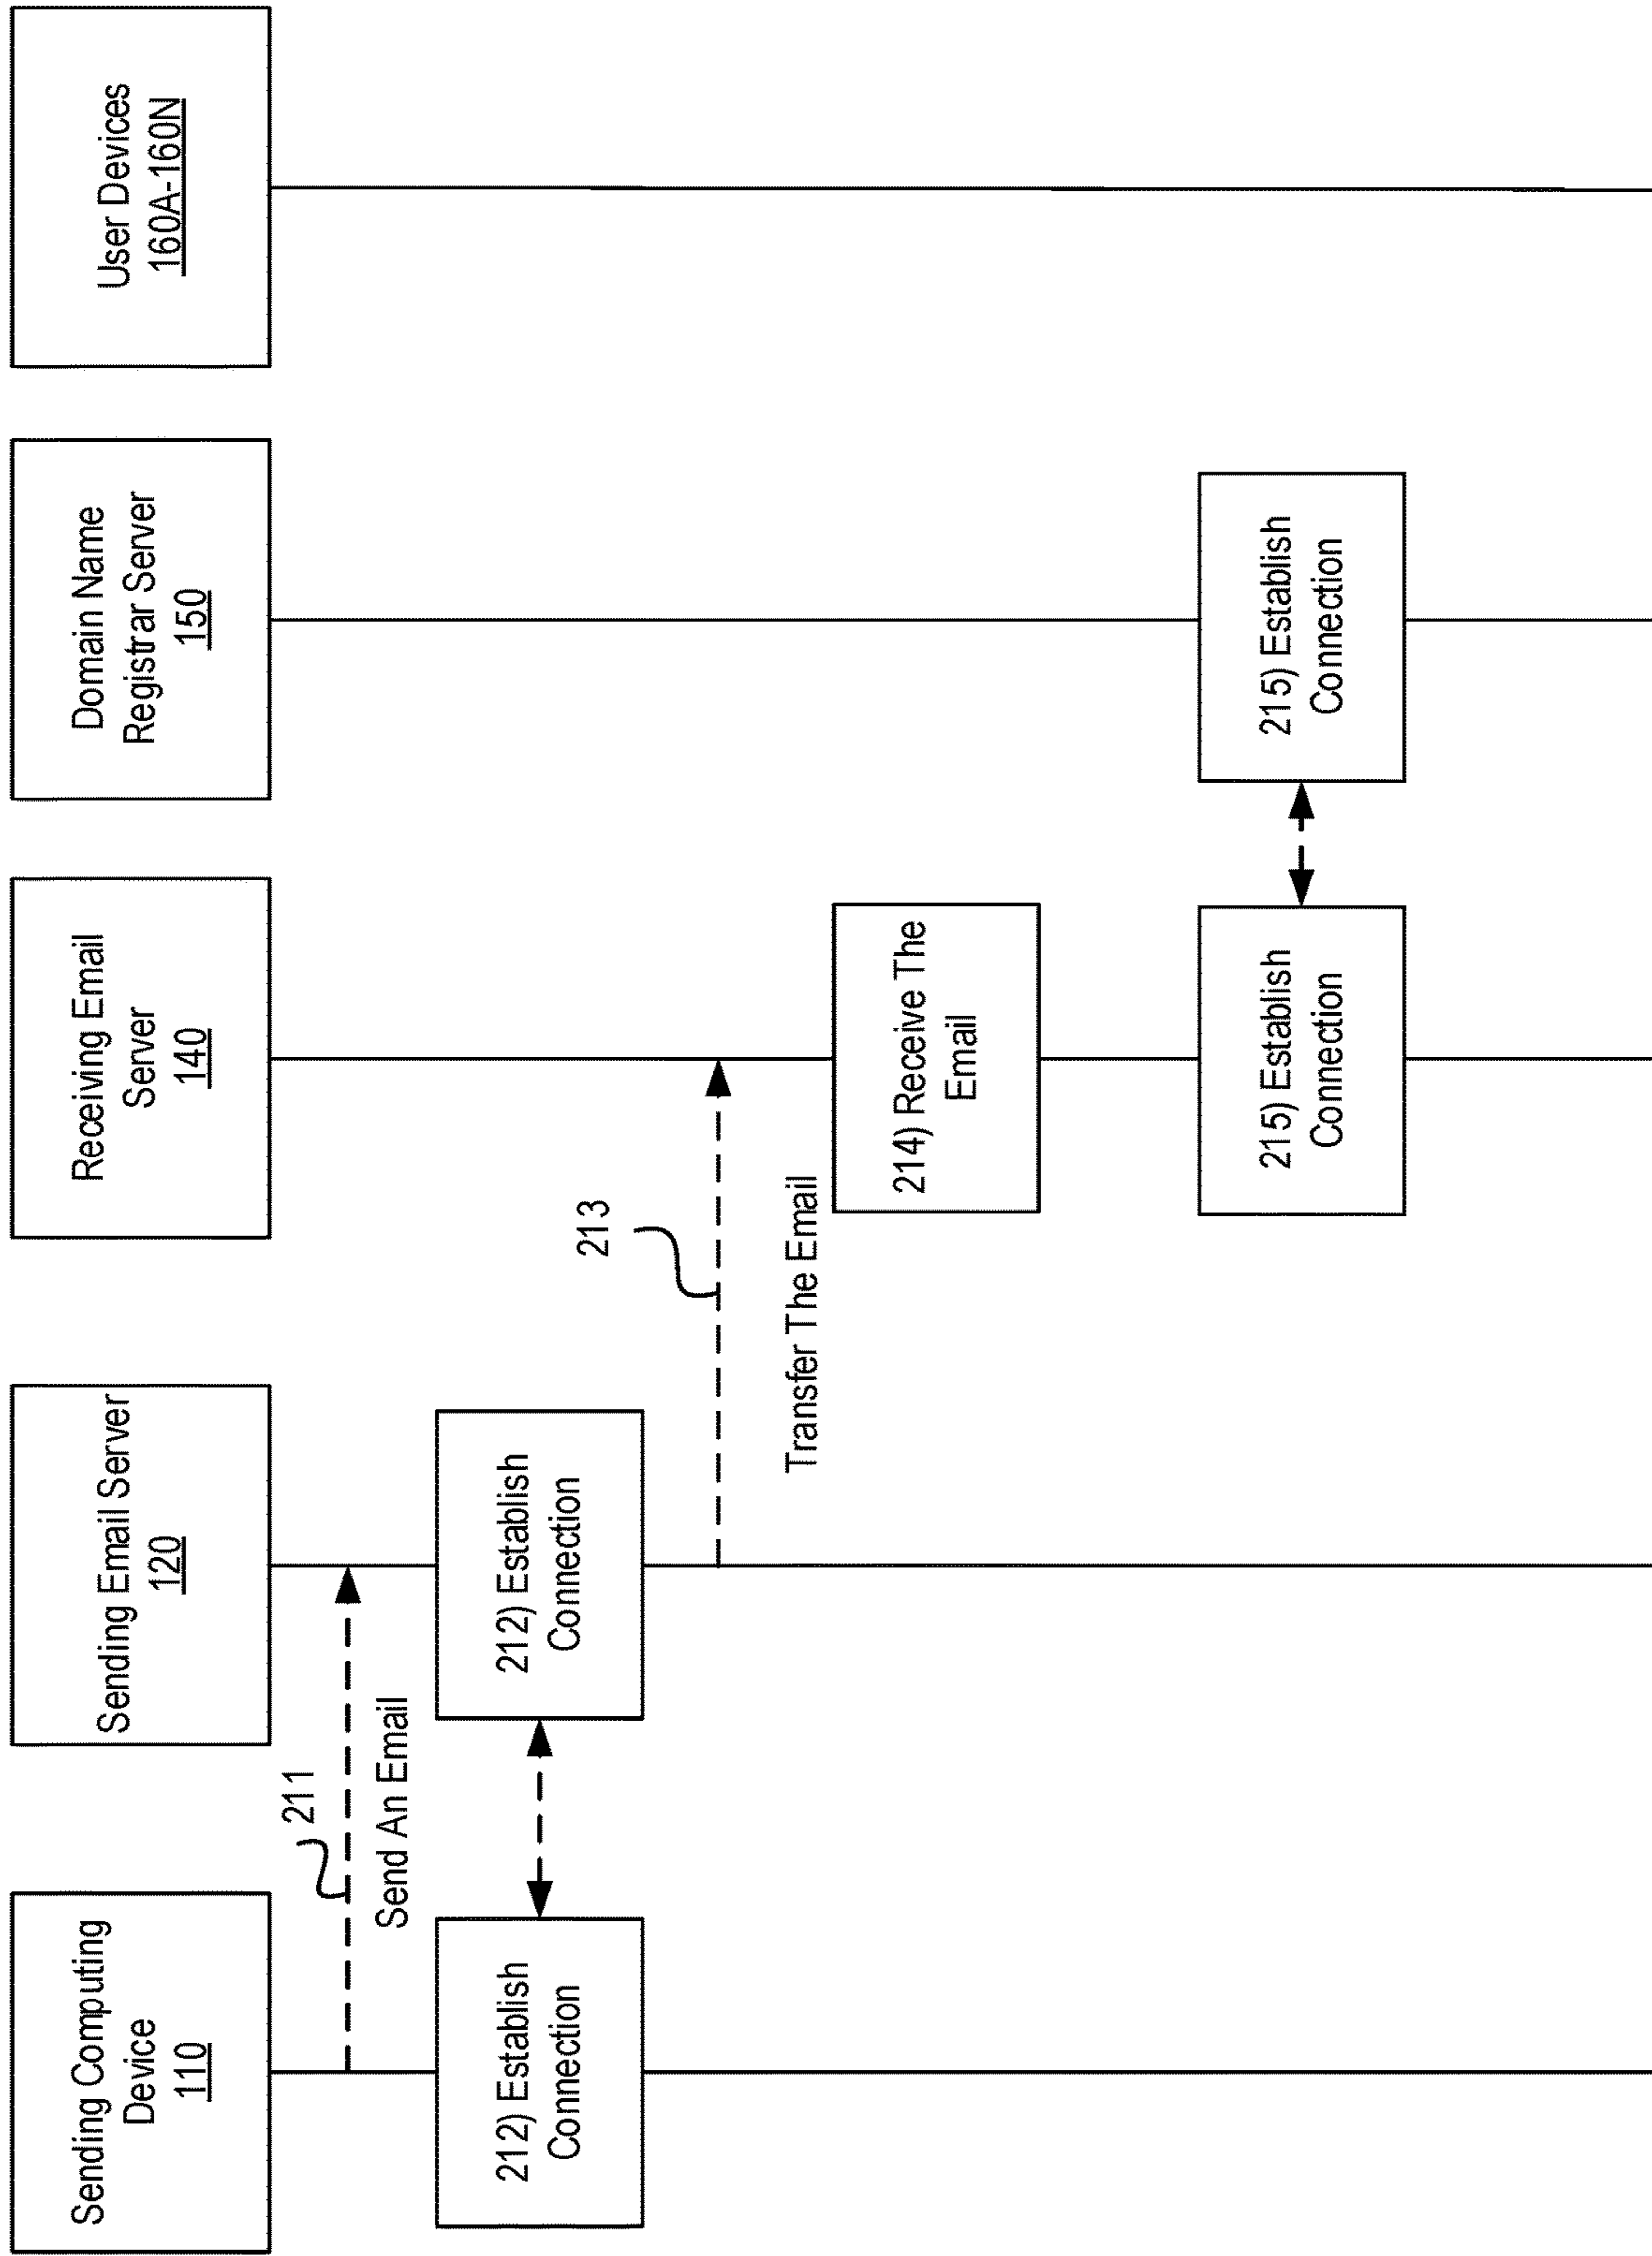 Sending Computing
Device
110
Sending Email Server
120
Receiving Email
Server
140
Domain Name
Registrar Server
150
User Devices
160A-160N
211
Send An Email
212) Establish
Connection
212) Establish
Connection
213
Transfer The Email
214) Receive The
Email
215) Establish
Connection
215) Establish
Connection